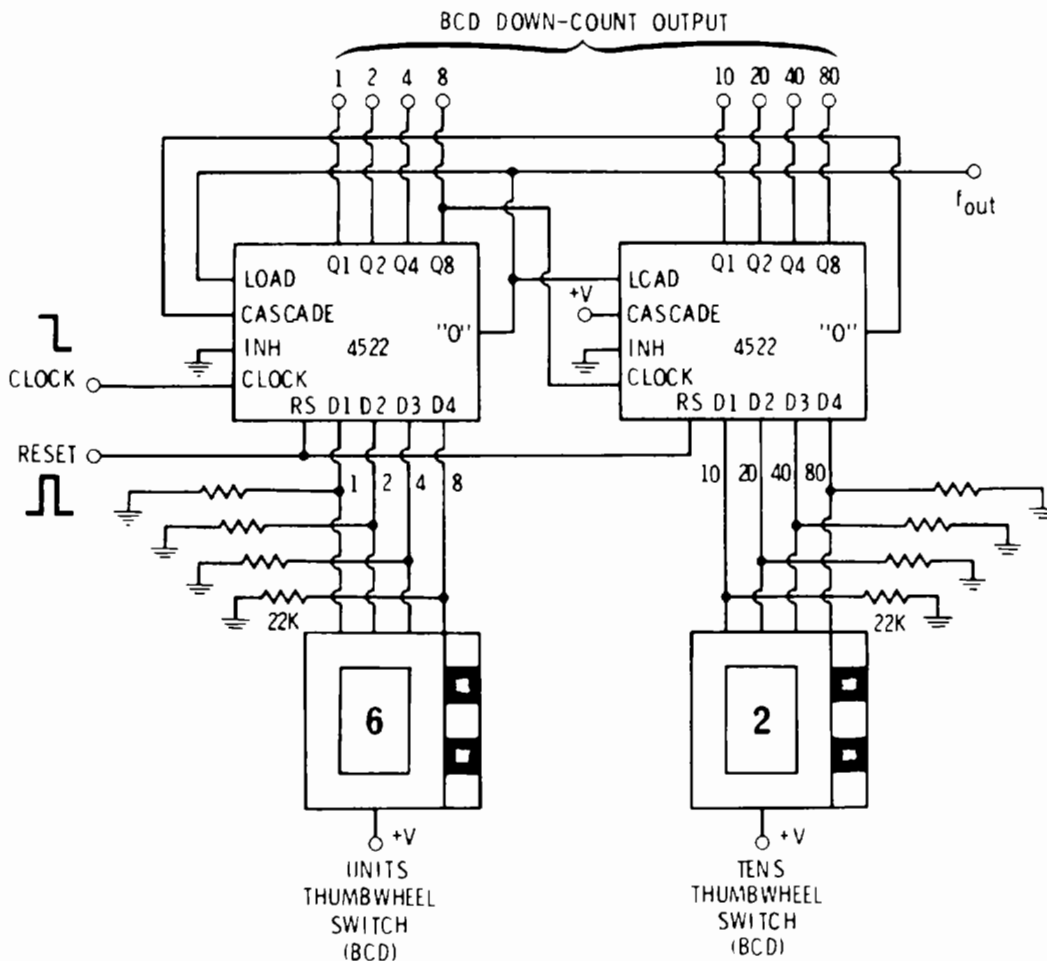 BCD DOWN-COUNT OUTPUT
1 2 4 8 10 20 40 80
fout
Q1 Q2 Q4 Q8
LOAD
CASCADE
"0"
INH 4522
CLOCK
RS D1 D2 D3 D4
Q1 Q2 Q4 Q8
LCAD
+V
CASCADE
"0"
INH 4522
CLOCK
RS D1 D2 D3 D4
CLOCK
RESET
1 2 4 8
10 20 40 80
22K
22K
6
2
+V
UNITS
THUMBWHEEL
SWITCH
(BCD)
+V
TENS
THUMBWHEEL
SWITCH
(BCD)